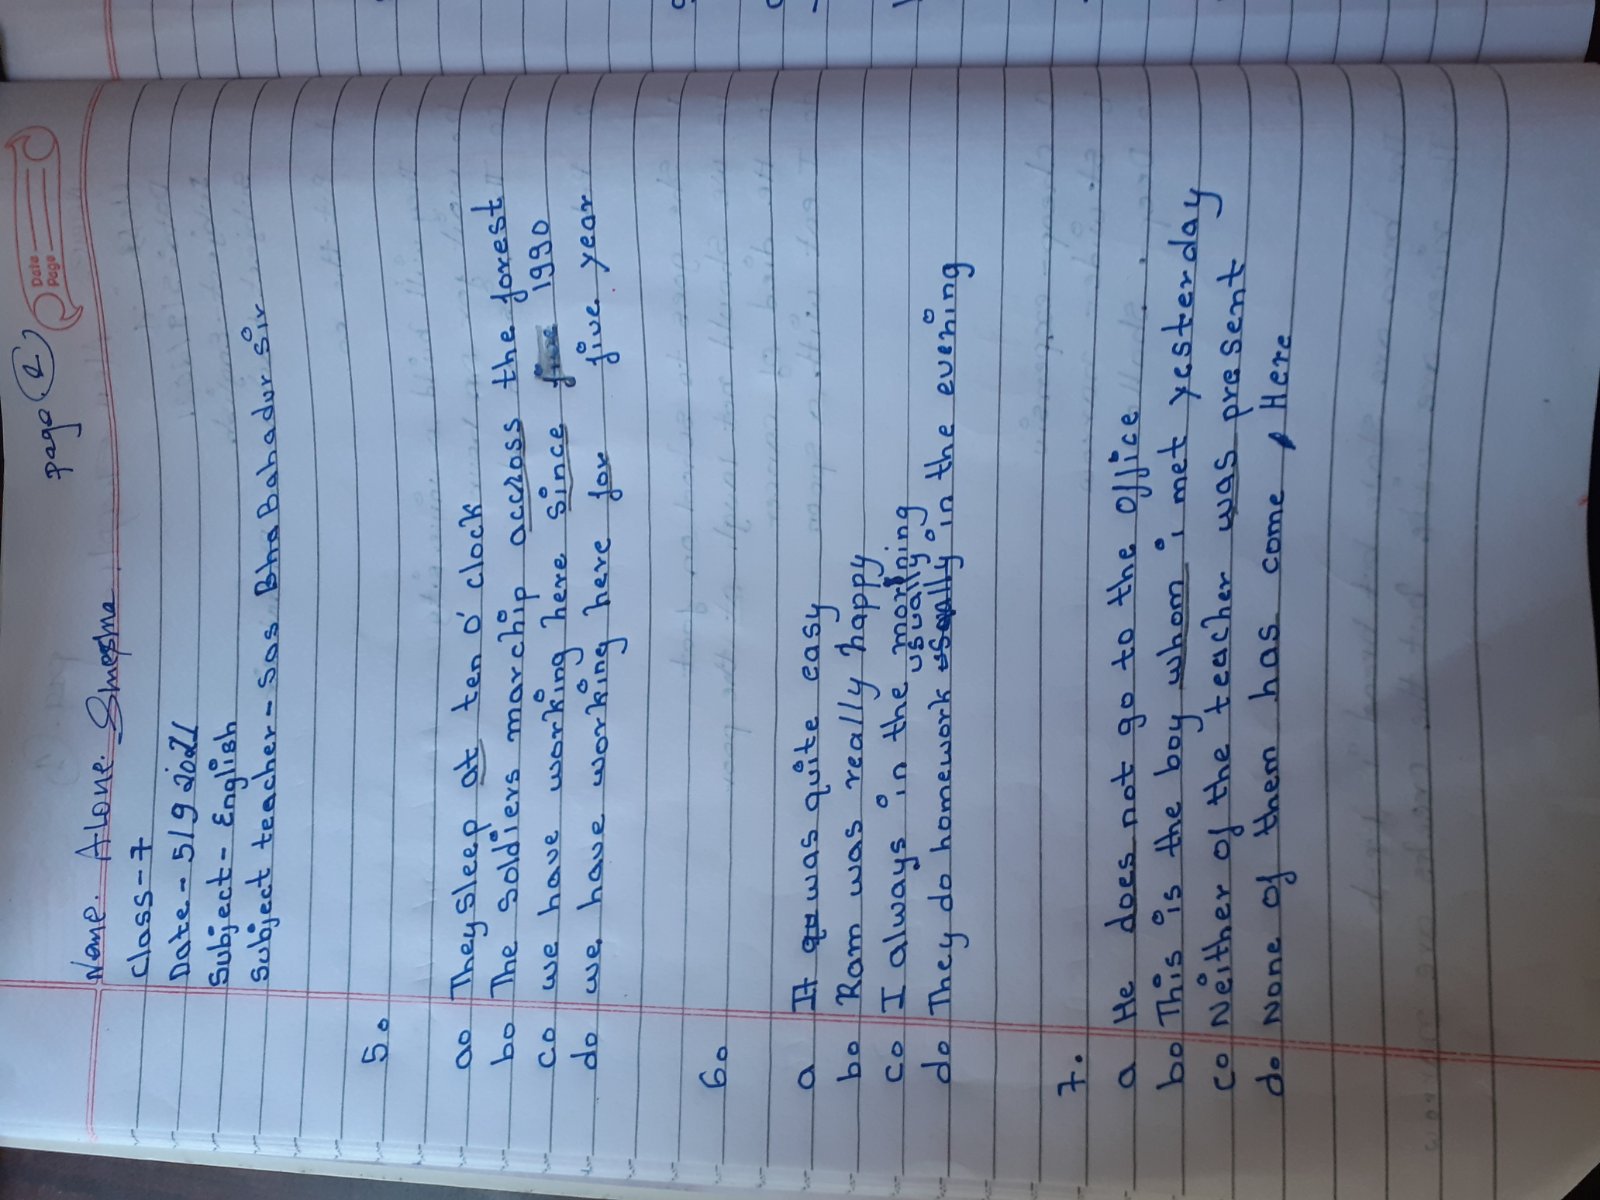 page 2
Date
Page
Name. Alone. Shresma
Class-7
Date-5/9 2021
Subject- English
Subject teacher-Sas Bha Bahadur sir
5.
a. They sleep at ten o'clock
b. The soldiers marchip accross the forest
c. we have working here since five 1990
d. we have working here for five year
6.
a It was quite easy
b. Ram was really happy
c. I always in the morning
usually
d. They do homework usually in the evening
7.
a He does not go to the office
b. This is the boy whom i met yesterday
c. Neither of the teacher was present
d. None of them has come, Here